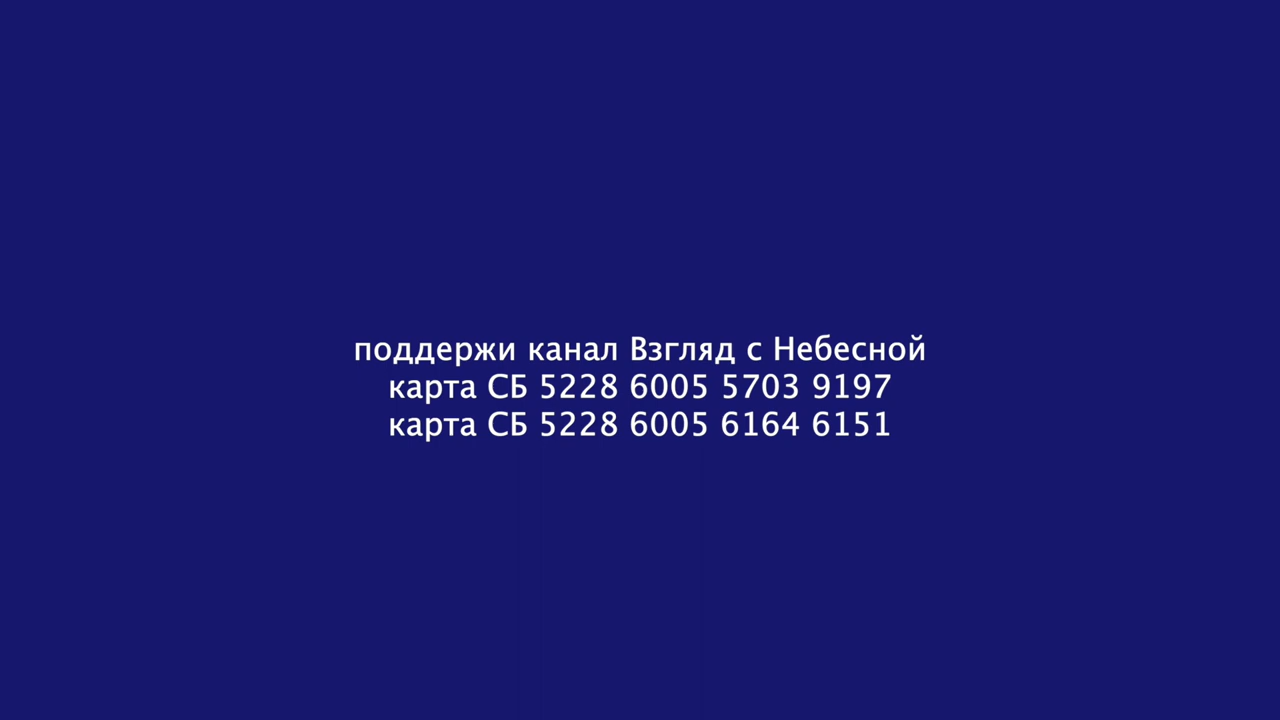 поддержи канал Взгляд с Небесной
карта СБ 5228 6005 5703 9197
карта СБ 5228 6005 6164 6151